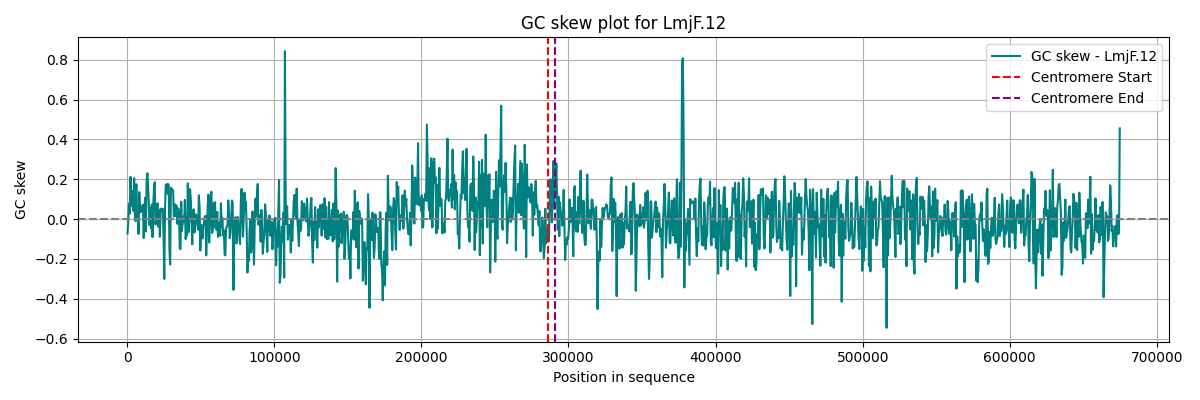 GC skew plot for LmjF.12
GC skew - LmjF.12
Centromere Start
Centromere End
GC skew
0.8
0.6
0.4
0.2
0.0
−0.2
−0.4
−0.6
0 100000 200000 300000 400000 500000 600000 700000
Position in sequence